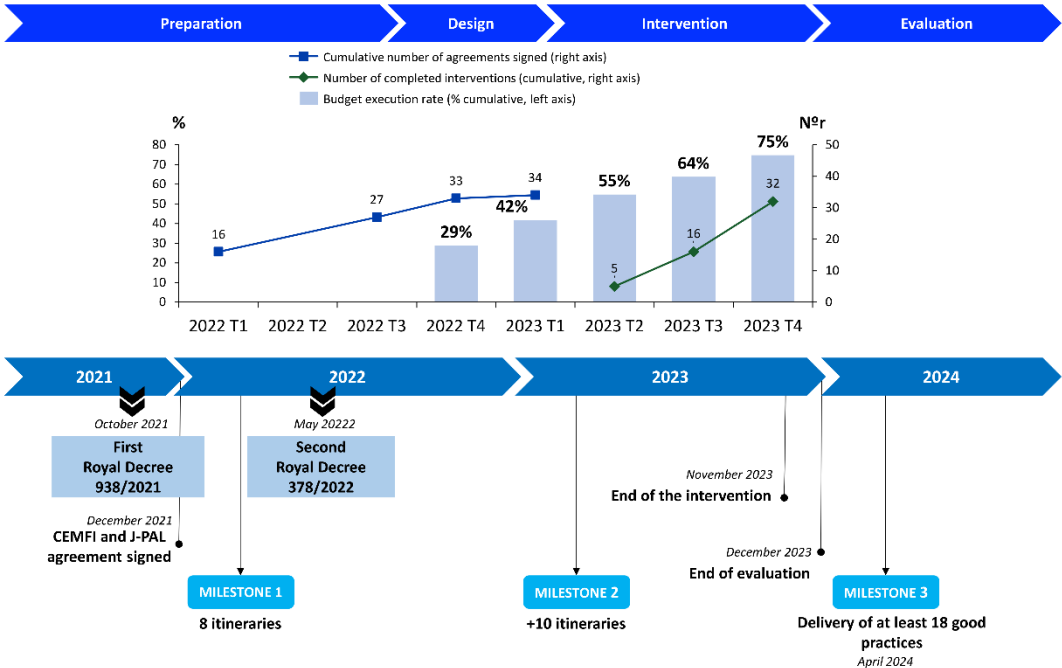 Preparation
Design
Intervention
Evaluation
Cumulative number of agreements signed (right axis)
Number of completed interventions (cumulative, right axis)
Budget execution rate (% cumulative, left axis)
%
Nºr
80
70
60
50
40
30
20
10
0
50
40
30
20
10
0
16
27
33
34
29%
42%
55%
64%
75%
5
16
32
2022 T1
2022 T2
2022 T3
2022 T4
2023 T1
2023 T2
2023 T3
2023 T4
2021
2022
2023
2024
October 2021
First
Royal Decree
938/2021
May 20222
Second
Royal Decree
378/2022
December 2021
CEMFI and J-PAL
agreement signed
November 2023
End of the intervention
December 2023
End of evaluation
MILESTONE 1
8 itineraries
MILESTONE 2
+10 itineraries
MILESTONE 3
Delivery of at least 18 good
practices
April 2024